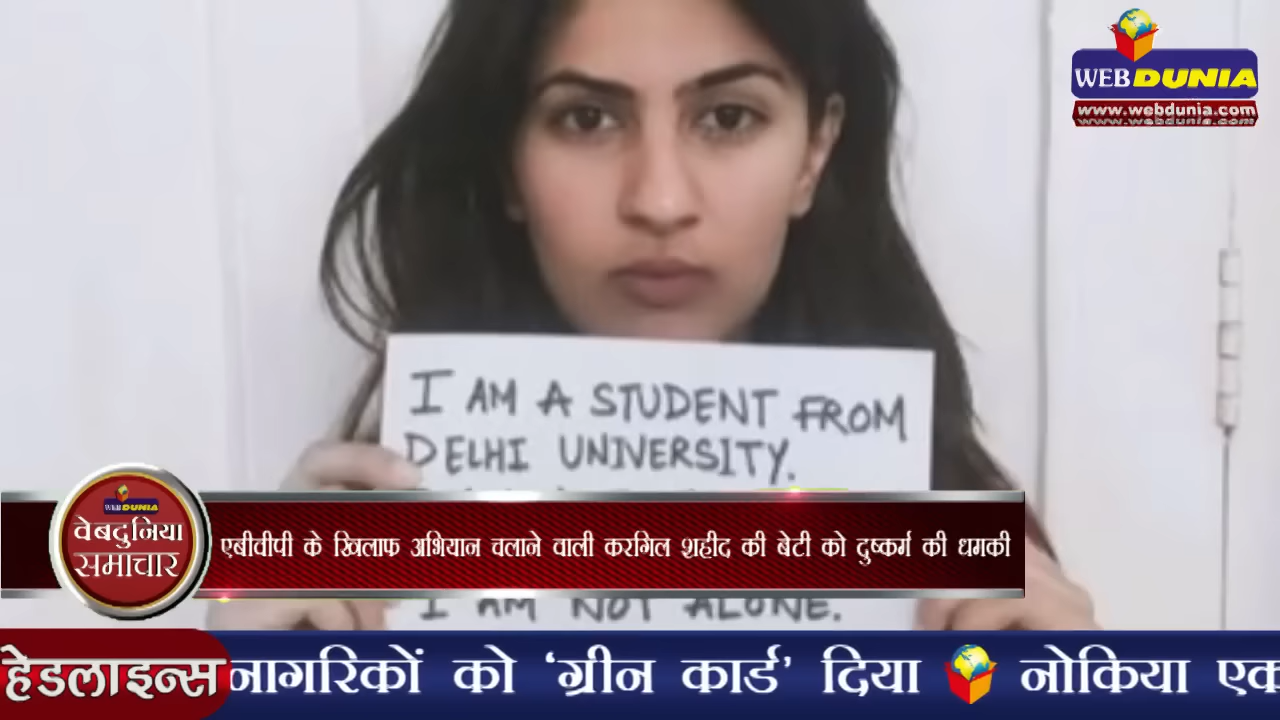 WEBDUNIA
www.webdunia.com
I AM A STUDENT FROM
DELHI UNIVERSITY.
WEBDUNIA
वेबदुनिया
समाचार
एबीवीपी के खिलाफ अभियान चलाने वाली करगिल शहीद की बेटी को दुष्कर्म की धमकी
I AM NOT ALONE.
हेडलाइन्स
नागरिकों को ‘ग्रीन कार्ड’ दिया नोकिया एक